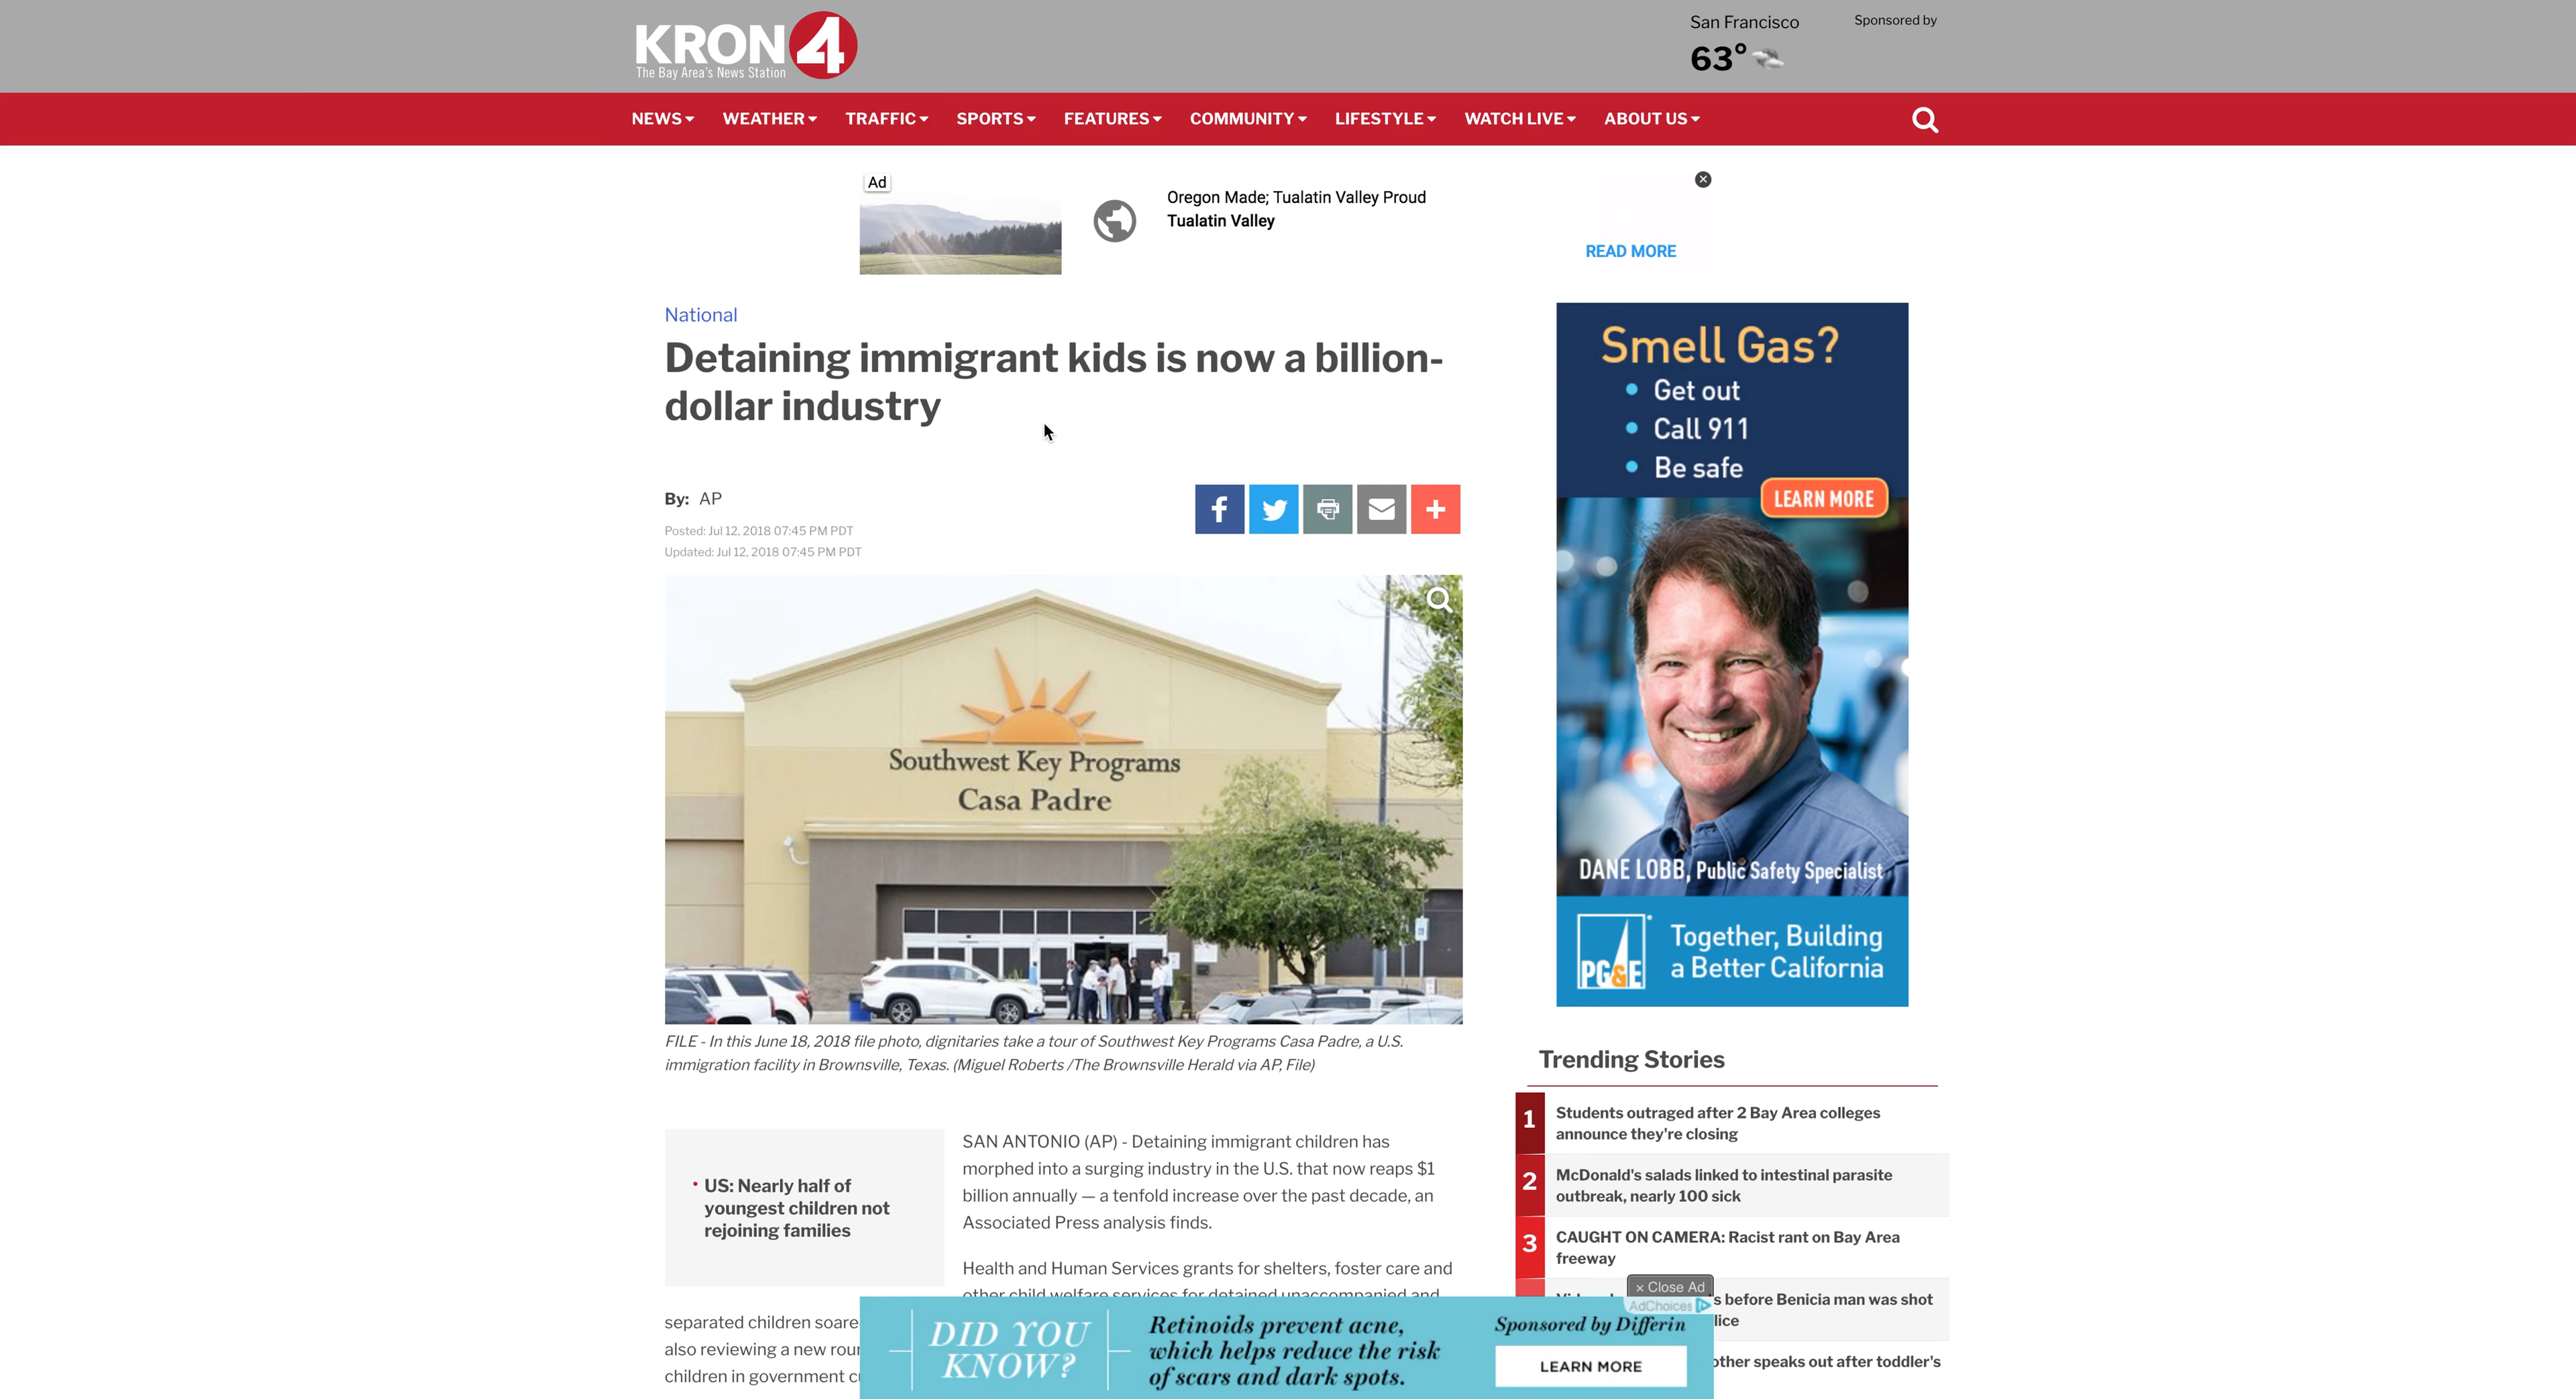 KRON4
The Bay Area's News Station
San Francisco
63°
Sponsored by
NEWS
WEATHER
TRAFFIC
SPORTS
FEATURES
COMMUNITY
LIFESTYLE
WATCH LIVE
ABOUT US
Ad
Oregon Made; Tualatin Valley Proud
Tualatin Valley
READ MORE
National
Detaining immigrant kids is now a billion-
dollar industry
By: AP
Posted: Jul 12, 2018 07:45 PM PDT
Updated: Jul 12, 2018 07:45 PM PDT
Southwest Key Programs
Casa Padre
FILE - In this June 18, 2018 file photo, dignitaries take a tour of Southwest Key Programs Casa Padre, a U.S.
immigration facility in Brownsville, Texas. (Miguel Roberts /The Brownsville Herald via AP, File)
• US: Nearly half of
youngest children not
rejoining families
SAN ANTONIO (AP) - Detaining immigrant children has
morphed into a surging industry in the U.S. that now reaps $1
billion annually — a tenfold increase over the past decade, an
Associated Press analysis finds.
Health and Human Services grants for shelters, foster care and
other child welfare services for detained unaccompanied and
separated children soare
also reviewing a new rou
children in government c
Smell Gas?
• Get out
• Call 911
• Be safe
LEARN MORE
DANE LOBB, Public Safety Specialist
PG&E
Together, Building
a Better California
Trending Stories
1
Students outraged after 2 Bay Area colleges
announce they're closing
2
McDonald's salads linked to intestinal parasite
outbreak, nearly 100 sick
3
CAUGHT ON CAMERA: Racist rant on Bay Area
freeway
s before Benicia man was shot
lice
other speaks out after toddler's
× Close Ad
AdChoices
DID YOU
KNOW?
Retinoids prevent acne,
which helps reduce the risk
of scars and dark spots.
Sponsored by Differin
LEARN MORE